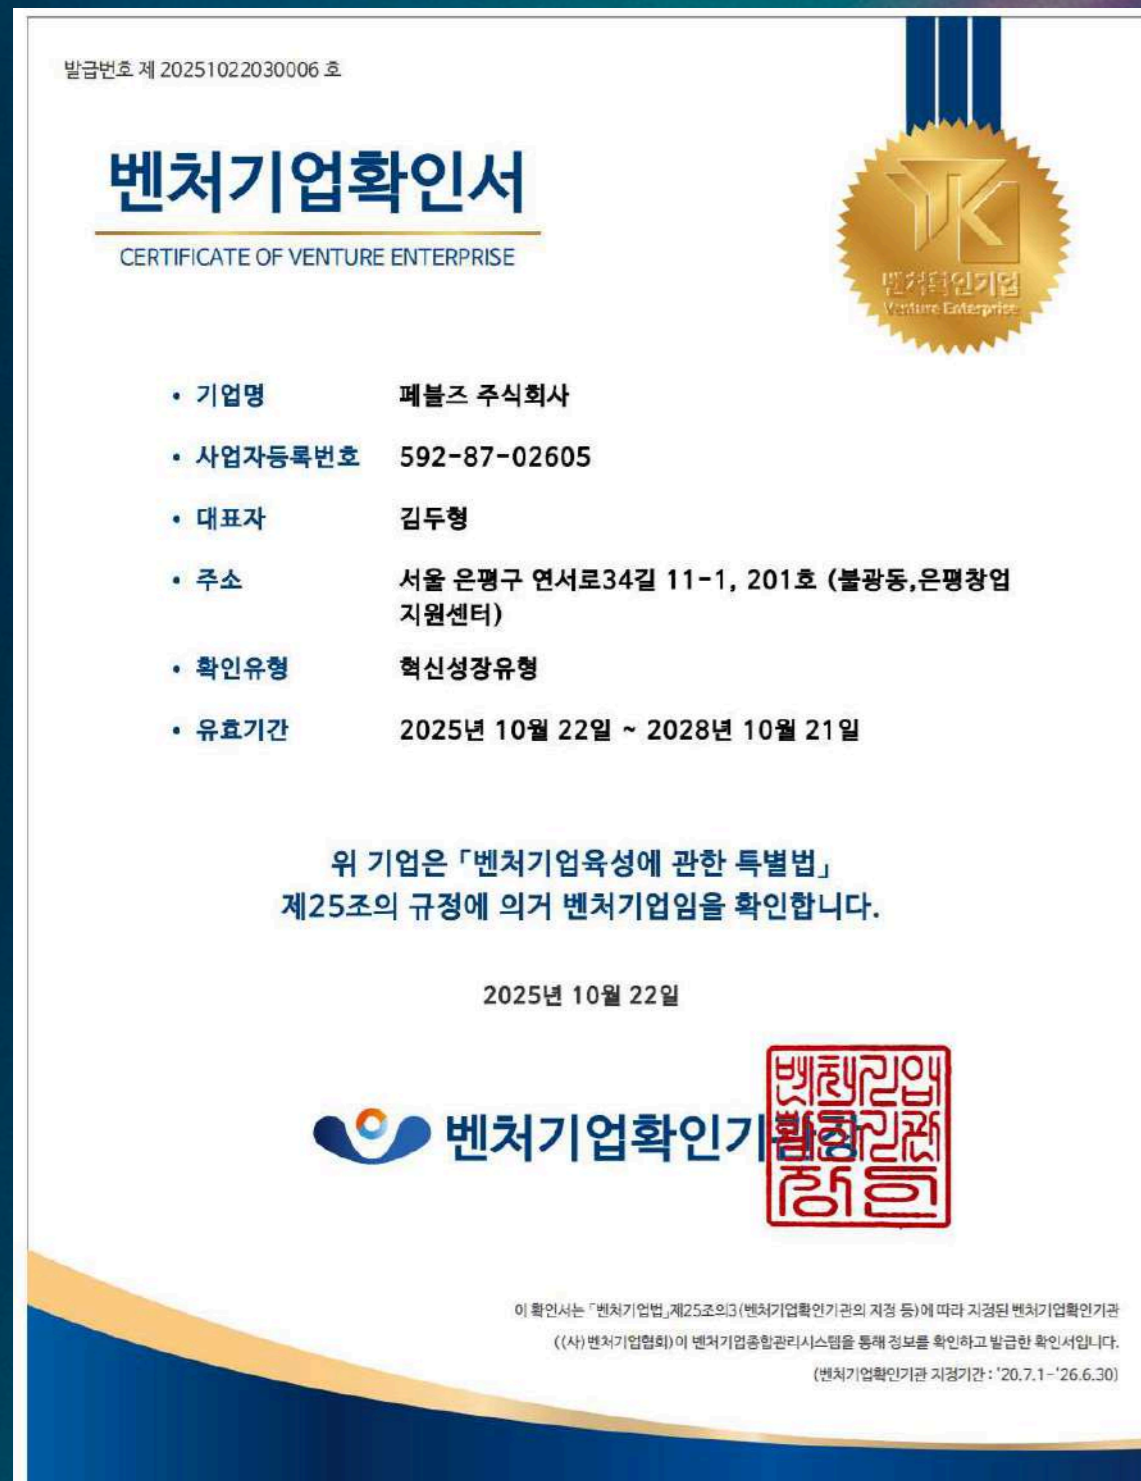 발급번호 제 20251022030006 호
벤처기업확인서
CERTIFICATE OF VENTURE ENTERPRISE
벤처확인기업
Venture Enterprise
• 기업명 페블즈 주식회사
• 사업자등록번호 592-87-02605
• 대표자 김두형
• 주소 서울 은평구 연서로34길 11-1, 201호 (불광동,은평창업
지원센터)
• 확인유형 혁신성장유형
• 유효기간 2025년 10월 22일 ~ 2028년 10월 21일
위 기업은 「벤처기업육성에 관한 특별법」
제25조의 규정에 의거 벤처기업임을 확인합니다.
2025년 10월 22일
벤처기업확인기관장
이 확인서는 「벤처기업법」제25조의3(벤처기업확인기관의 지정 등)에 따라 지정된 벤처기업확인기관
((사)벤처기업협회)이 벤처기업종합관리시스템을 통해 정보를 확인하고 발급한 확인서입니다.
(벤처기업확인기관 지정기간 : '20.7.1~'26.6.30)